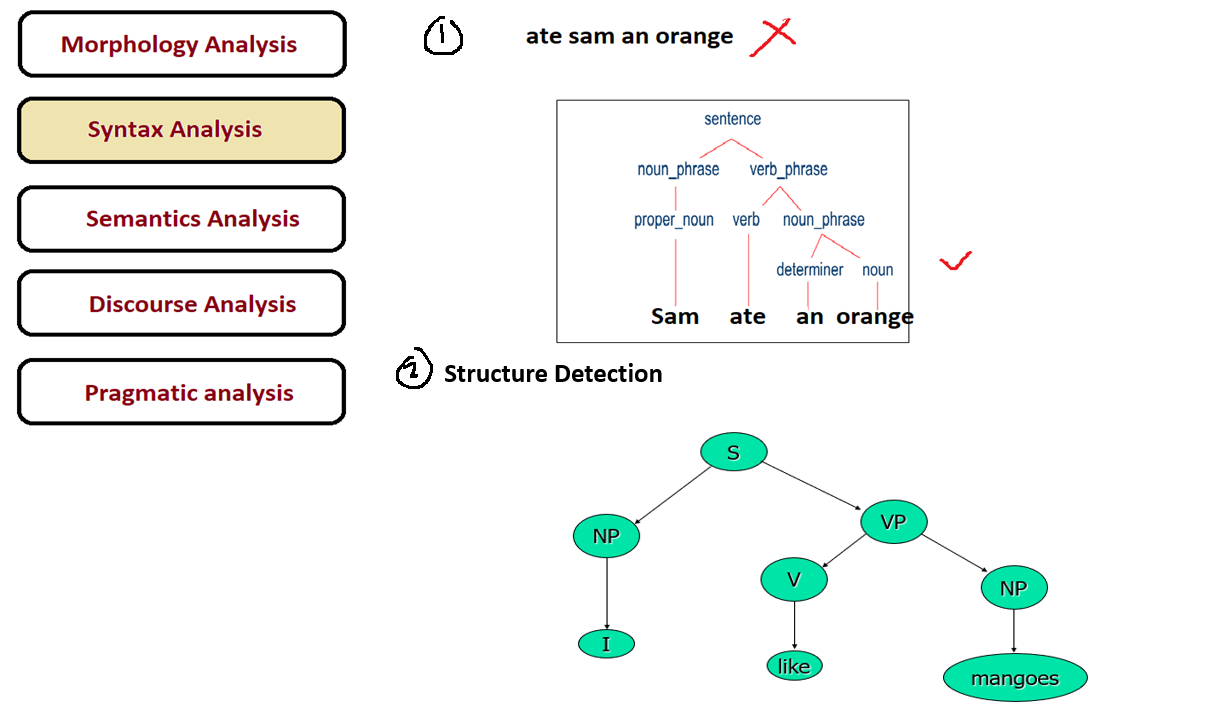 Morphology Analysis
Syntax Analysis
Semantics Analysis
Discourse Analysis
Pragmatic analysis
1 ate sam an orange
sentence
noun_phrase verb_phrase
proper_noun verb noun_phrase
determiner noun
Sam ate an orange
2 Structure Detection
S
NP VP
V NP
I like mangoes